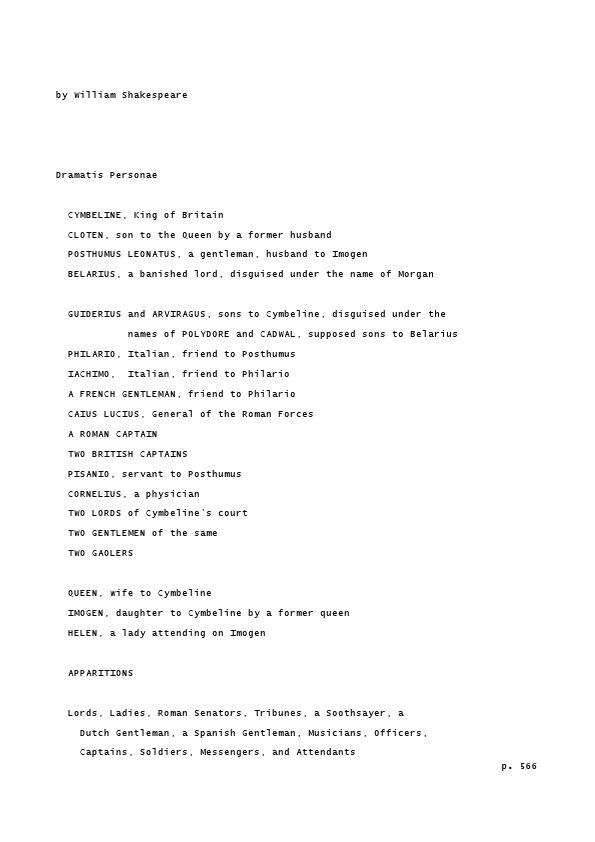 by William Shakespeare
Dramatis Personae
CYMBELINE, King of Britain
CLOTEN, son to the Queen by a former husband
POSTHUMUS LEONATUS, a gentleman, husband to Imogen
BELARIUS, a banished lord, disguised under the name of Morgan
GUIDERIUS and ARVIRAGUS, sons to Cymbeline, disguised under the
names of POLYDORE and CADWAL, supposed sons to Belarius
PHILARIO, Italian, friend to Posthumus
IACHIMO,  Italian, friend to Philario
A FRENCH GENTLEMAN, friend to Philario
CAIUS LUCIUS, General of the Roman Forces
A ROMAN CAPTAIN
TWO BRITISH CAPTAINS
PISANIO, servant to Posthumus
CORNELIUS, a physician
TWO LORDS of Cymbeline's court
TWO GENTLEMEN of the same
TWO GAOLERS
QUEEN, wife to Cymbeline
IMOGEN, daughter to Cymbeline by a former queen
HELEN, a lady attending on Imogen
APPARITIONS
Lords, Ladies, Roman Senators, Tribunes, a Soothsayer, a
Dutch Gentleman, a Spanish Gentleman, Musicians, Officers,
Captains, Soldiers, Messengers, and Attendants
p. 566